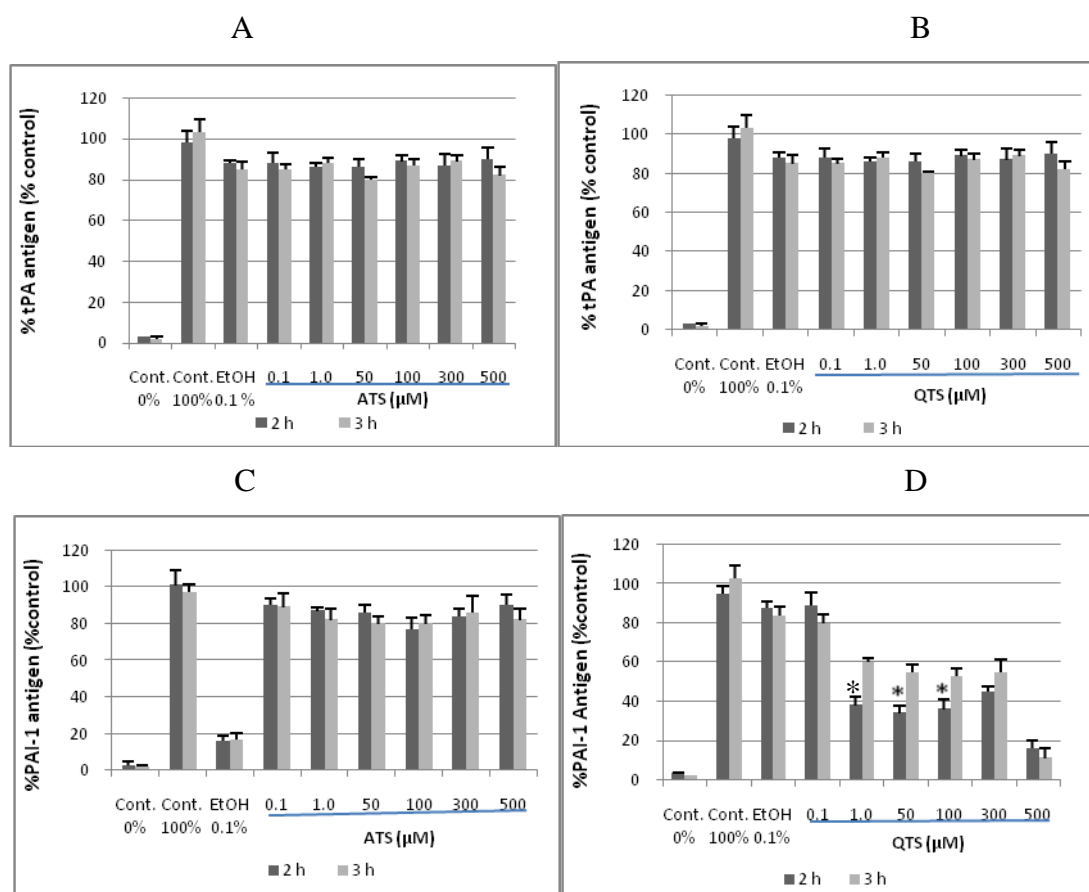 A
% tPA antigen (% control)
120
100
80
60
40
20
0
Cont. Cont. EtOH 0.1 1.0 50 100 300 500
0% 100% 0.1 % ATS (µM)
2 h 3 h
B
% tPA antigen (% control)
120
100
80
60
40
20
0
Cont. Cont. EtOH 0.1 1.0 50 100 300 500
0% 100% 0.1% QTS (µM)
2 h 3 h
C
%PAI-1 antigen (%control)
120
100
80
60
40
20
0
Cont. Cont. EtOH 0.1 1.0 50 100 300 500
0% 100% 0.1% ATS (µM)
2 h 3 h
D
%PAI-1 Antigen (%control)
120
100
80
60
40
20
0
* * *
Cont. Cont. EtOH 0.1 1.0 50 100 300 500
0% 100% 0.1% QTS (µM)
2 h 3 h